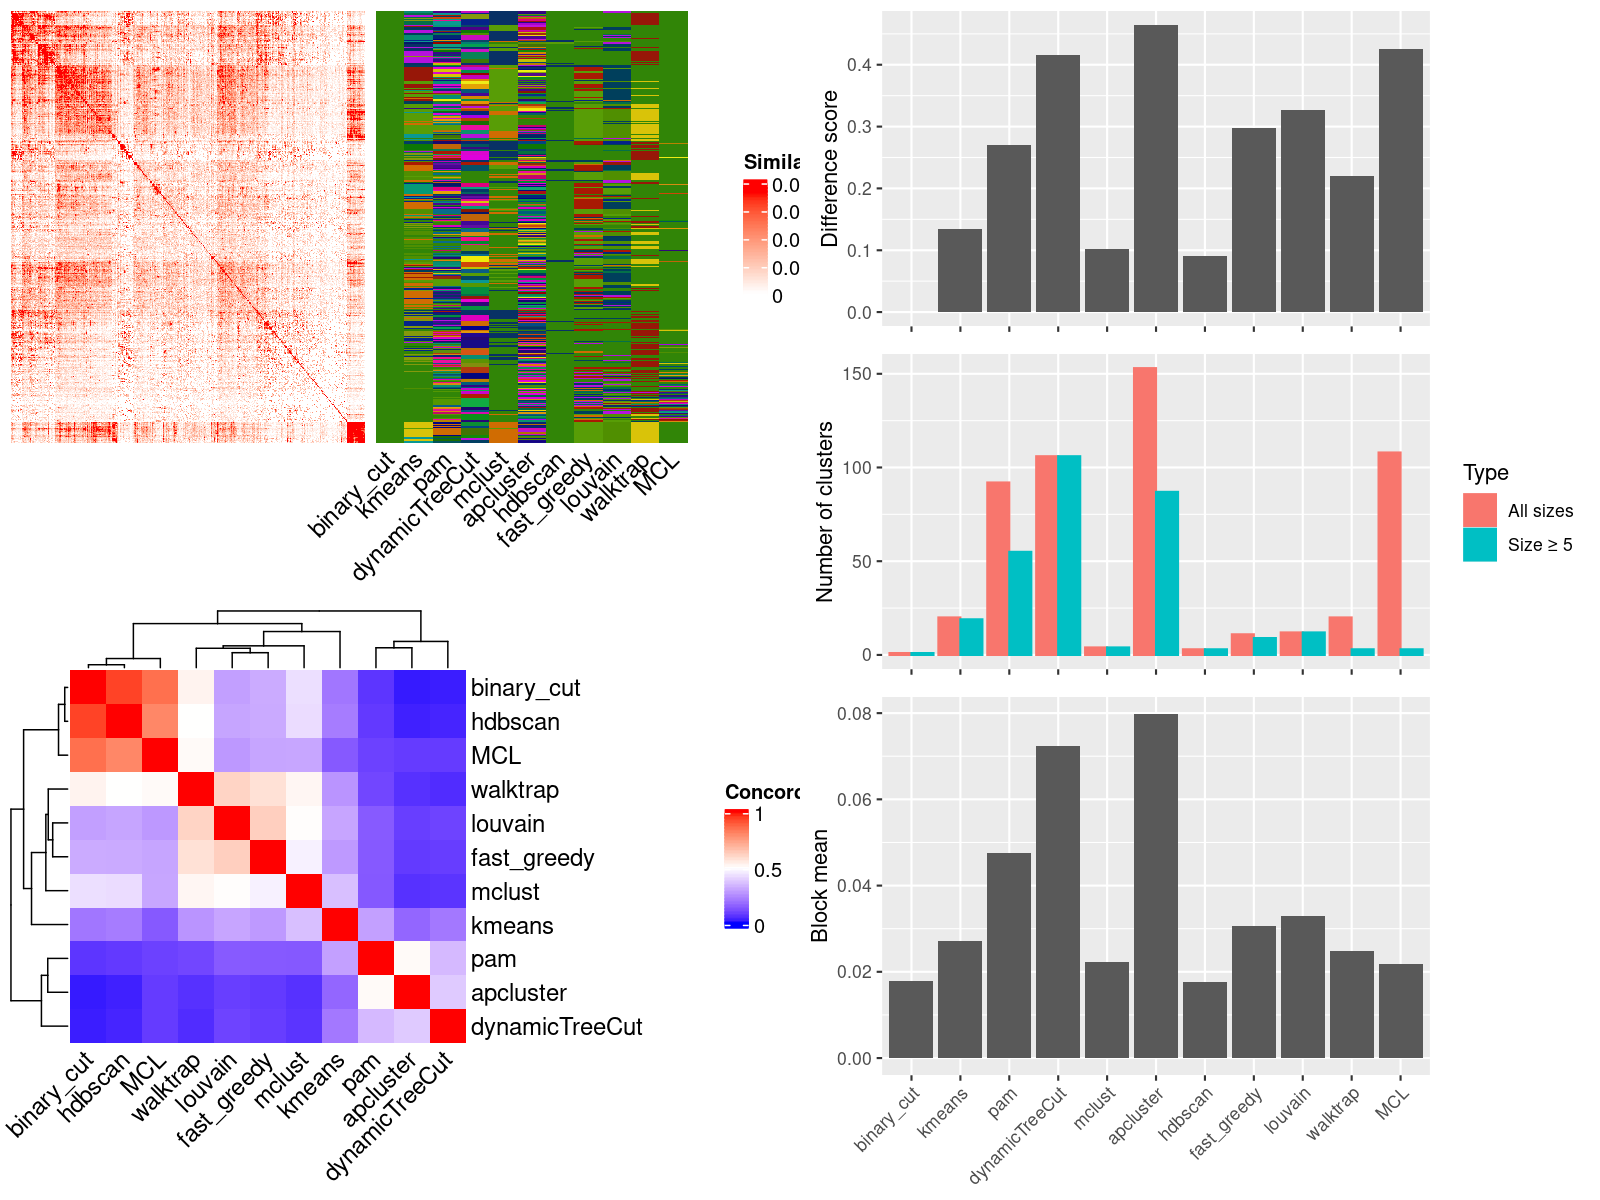 Simila
0.0
0.0
0.0
0.0
0
binary_cut
kmeans
pam
dynamicTreeCut
mclust
apcluster
hdbscan
fast_greedy
louvain
walktrap
MCL
binary_cut
hdbscan
MCL
walktrap
louvain
fast_greedy
mclust
kmeans
pam
apcluster
dynamicTreeCut
binary_cut
hdbscan
MCL
walktrap
louvain
fast_greedy
mclust
kmeans
pam
apcluster
dynamicTreeCut
Concord
1
0.5
0
Difference score
0.4
0.3
0.2
0.1
0.0
Number of clusters
150
100
50
0
Type
All sizes
Size ≥ 5
Block mean
0.08
0.06
0.04
0.02
0.00
binary_cut
kmeans
pam
dynamicTreeCut
mclust
apcluster
hdbscan
fast_greedy
louvain
walktrap
MCL